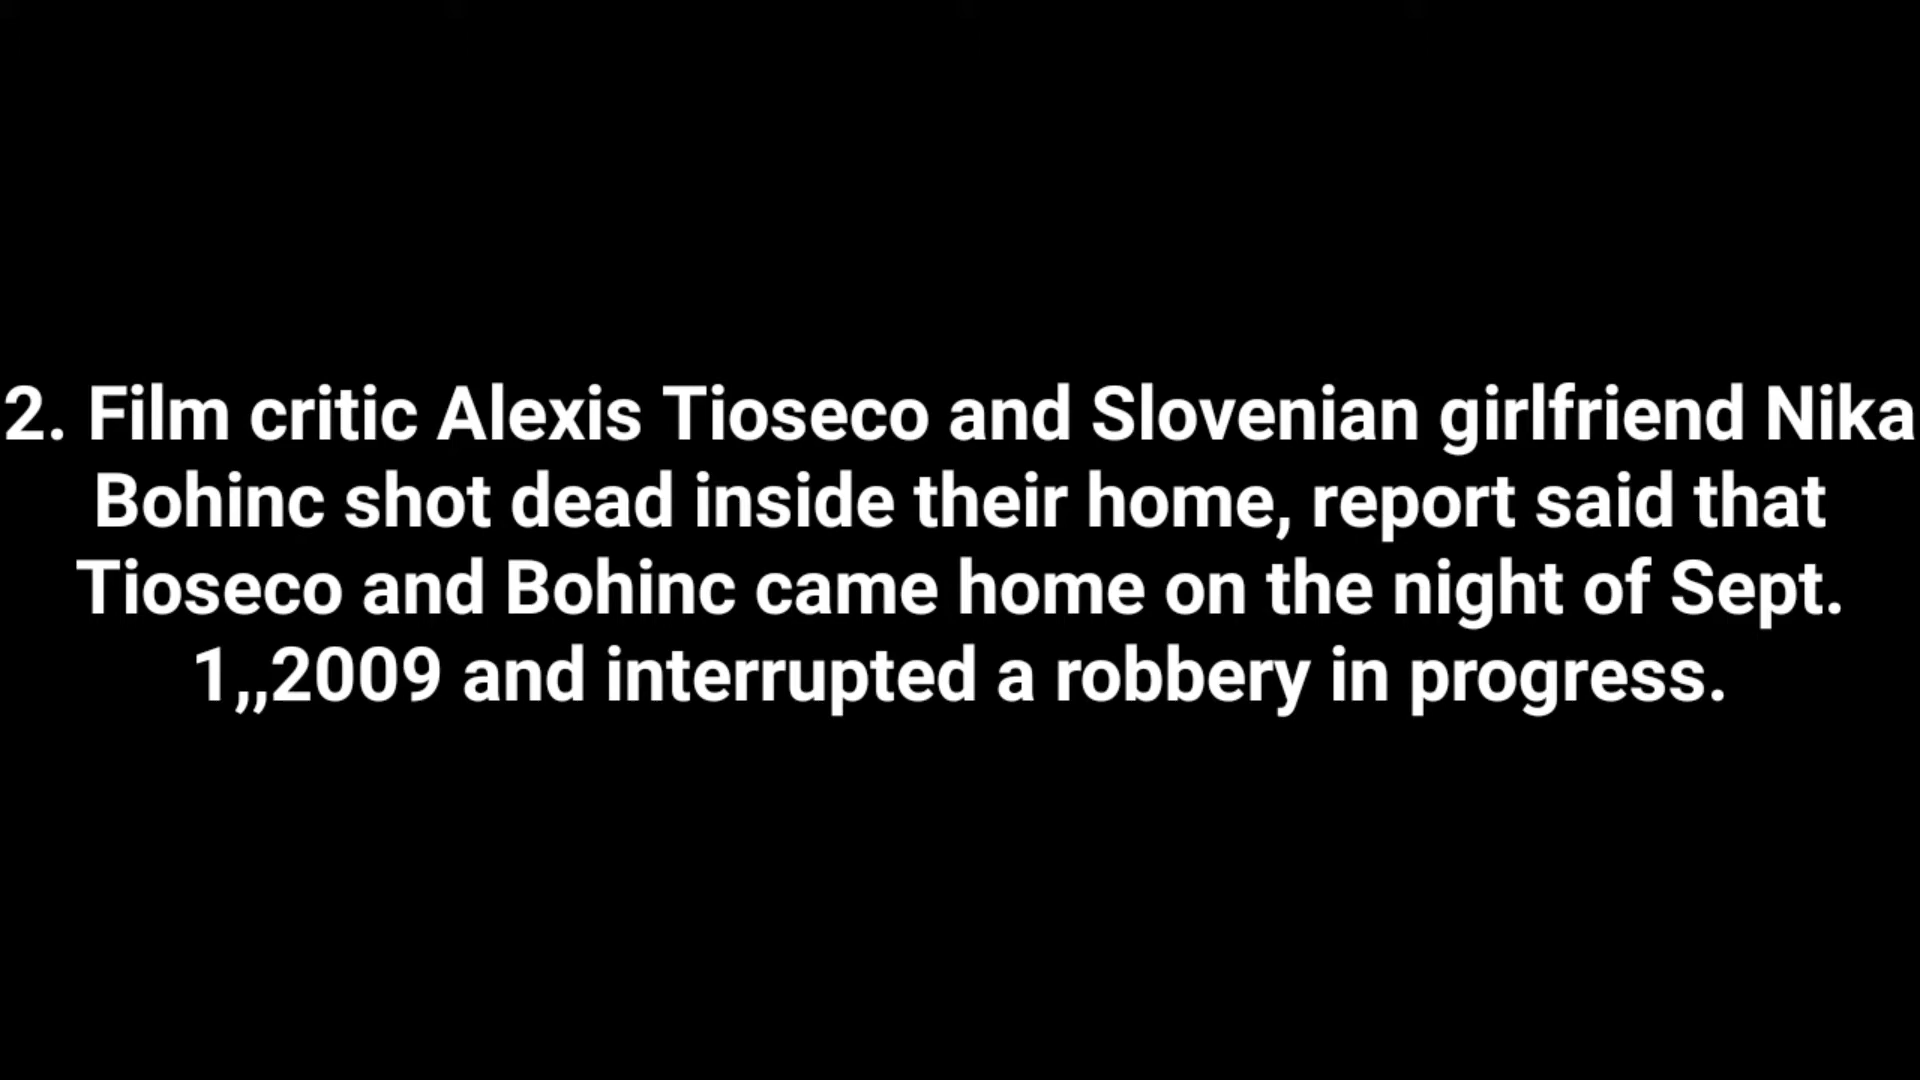 2. Film critic Alexis Tioseco and Slovenian girlfriend Nika
Bohinc shot dead inside their home, report said that
Tioseco and Bohinc came home on the night of Sept.
1,,2009 and interrupted a robbery in progress.